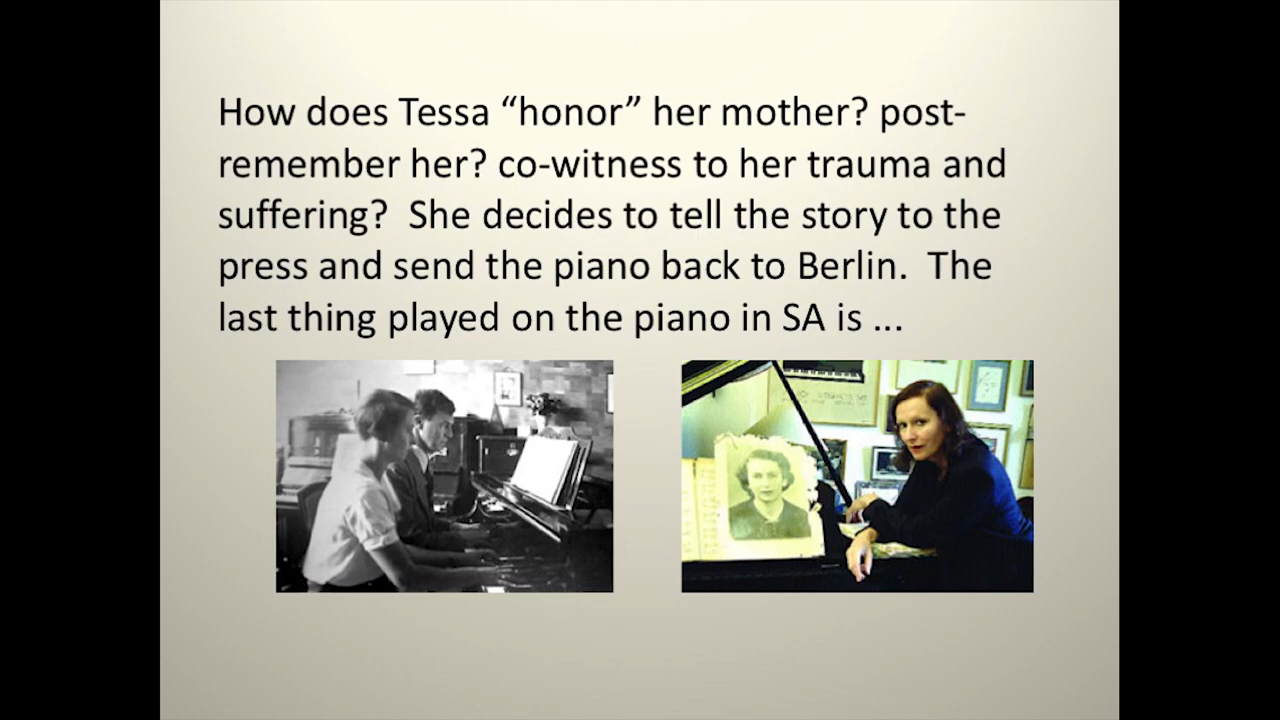 How does Tessa “honor” her mother? post-
remember her? co-witness to her trauma and
suffering?  She decides to tell the story to the
press and send the piano back to Berlin.  The
last thing played on the piano in SA is ...